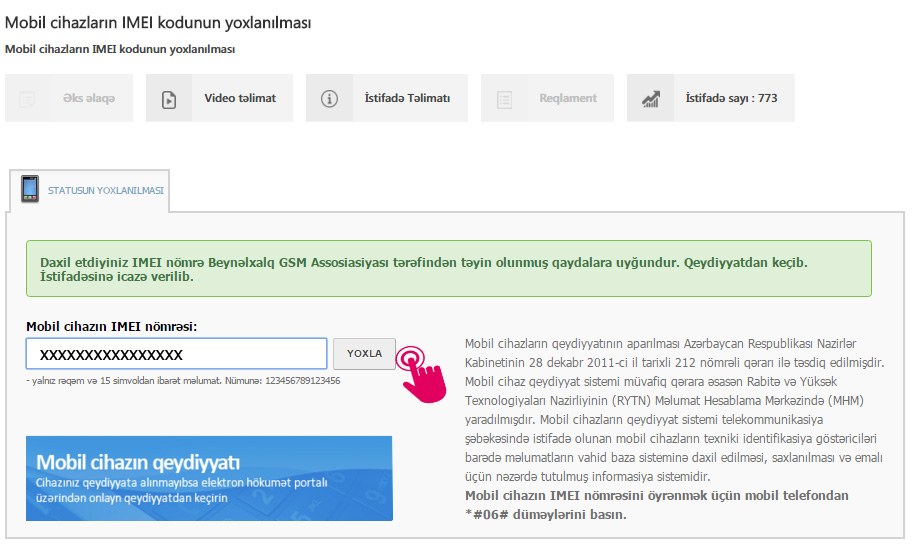 Mobil cihazların IMEI kodunun yoxlanılması
Mobil cihazların IMEI kodunun yoxlanılması
Əks əlaqə
Video təlimat
İstifadə Təlimatı
Reqlament
İstifadə sayı : 773
STATUSUN YOXLANILMASI
Daxil etdiyiniz IMEI nömrə Beynəlxalq GSM Assosiasiyası tərəfindən təyin olunmuş qaydalara uyğundur. Qeydiyyatdan keçib.
İstifadəsinə icazə verilib.
Mobil cihazın IMEI nömrəsi:
XXXXXXXXXXXXXXXX
YOXLA
- yalnız rəqəm və 15 simvoldan ibarət məlumat. Nümunə: 123456789123456
Mobil cihazın qeydiyyatı
Cihazınız qeydiyyata alınmayıbsa elektron hökumət portalı
üzərindən onlayn qeydiyyatdan keçirin
Mobil cihazların qeydiyyatının aparılması Azərbaycan Respublikası Nazirlər
Kabinetinin 28 dekabr 2011-ci il tarixli 212 nömrəli qərarı ilə təsdiq edilmişdir.
Mobil cihaz qeydiyyat sistemi müvafiq qərara əsasən Rabitə və Yüksək
Texnologiyaları Nazirliyinin (RYTN) Məlumat Hesablama Mərkəzində (MHM)
yaradılmışdır. Mobil cihazların qeydiyyat sistemi telekommunikasiya
şəbəkəsində istifadə olunan mobil cihazların texniki identifikasiya göstəriciləri
barədə məlumatların vahid baza sisteminə daxil edilməsi, saxlanılması və emalı
üçün nəzərdə tutulmuş informasiya sistemidir.
Mobil cihazın IMEI nömrəsini öyrənmək üçün mobil telefondan
*#06# düməylərini basın.